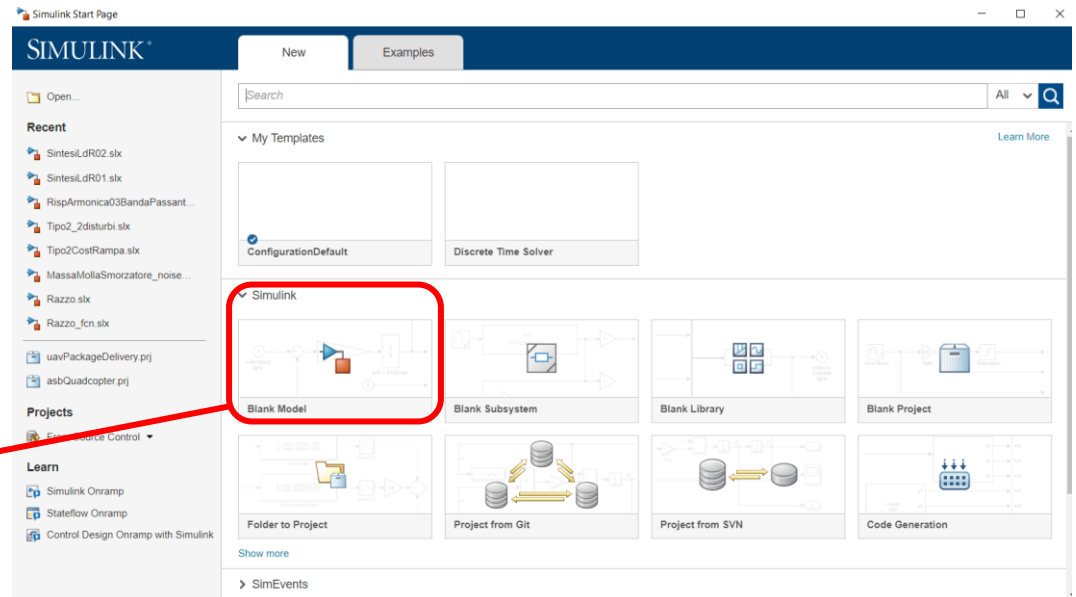 Simulink Start Page
SIMULINK®
New
Examples
Open...
Search
All
Recent
SintesiLdR02.slx
SintesiLdR01.slx
RispArmonica03BandaPassant...
Tipo2_2disturbi.slx
Tipo2CostRampa.slx
MassaMollaSmorzatore_noise...
Razzo.slx
Razzo_fcn.slx
uavPackageDelivery.prj
asbQuadcopter.prj
Projects
From Source Control
Learn
Simulink Onramp
Stateflow Onramp
Control Design Onramp with Simulink
My Templates
Learn More
ConfigurationDefault
Discrete Time Solver
Simulink
Blank Model
Blank Subsystem
Blank Library
Blank Project
Folder to Project
Project from Git
Project from SVN
Code Generation
Show more
SimEvents